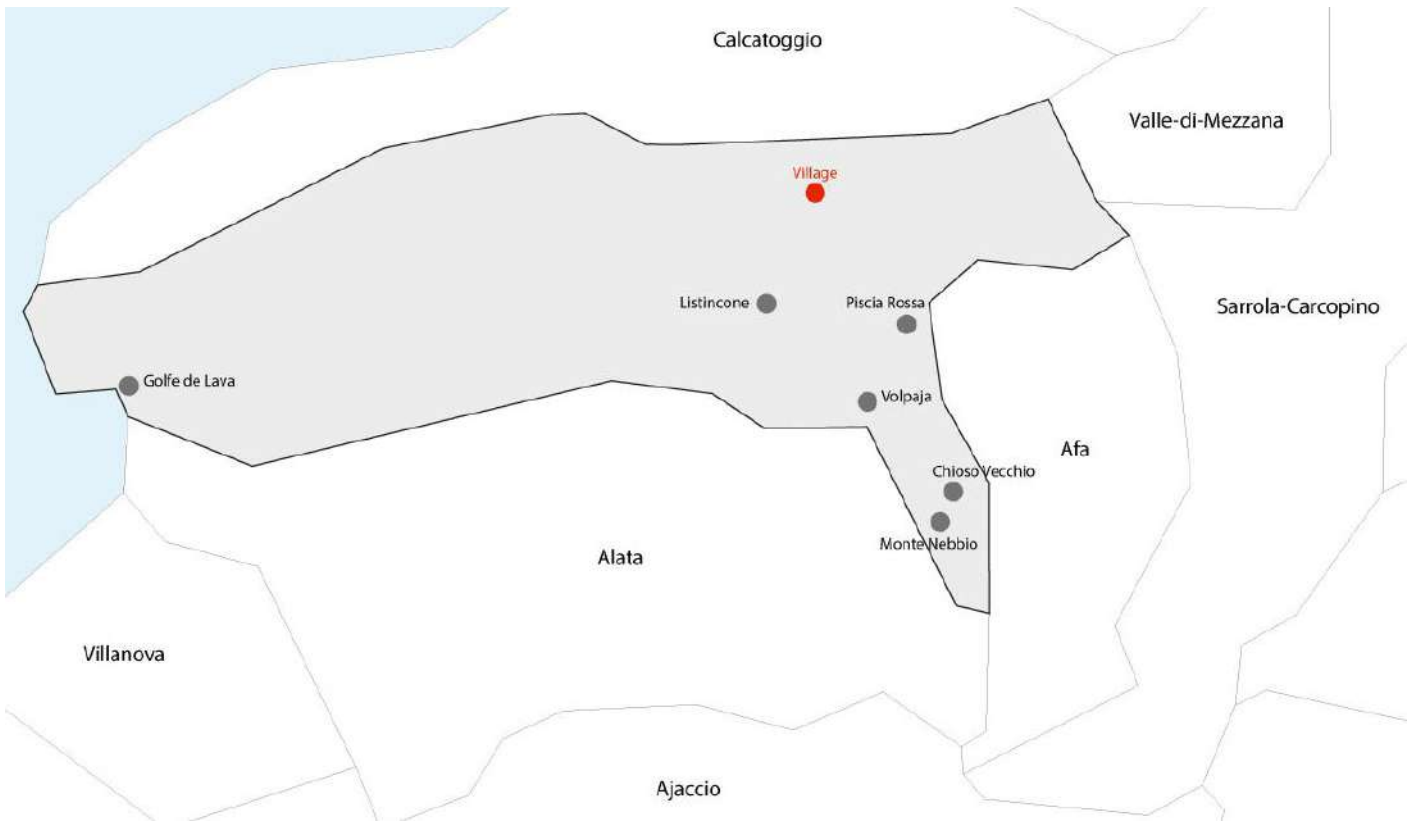 Calcatoggio
Valle-di-Mezzana
Village
Listincone
Piscia Rossa
Sarrola-Carcopino
Golfe de Lava
Volpaja
Afa
Chioso Vecchio
Monte Nebbio
Alata
Villanova
Ajaccio